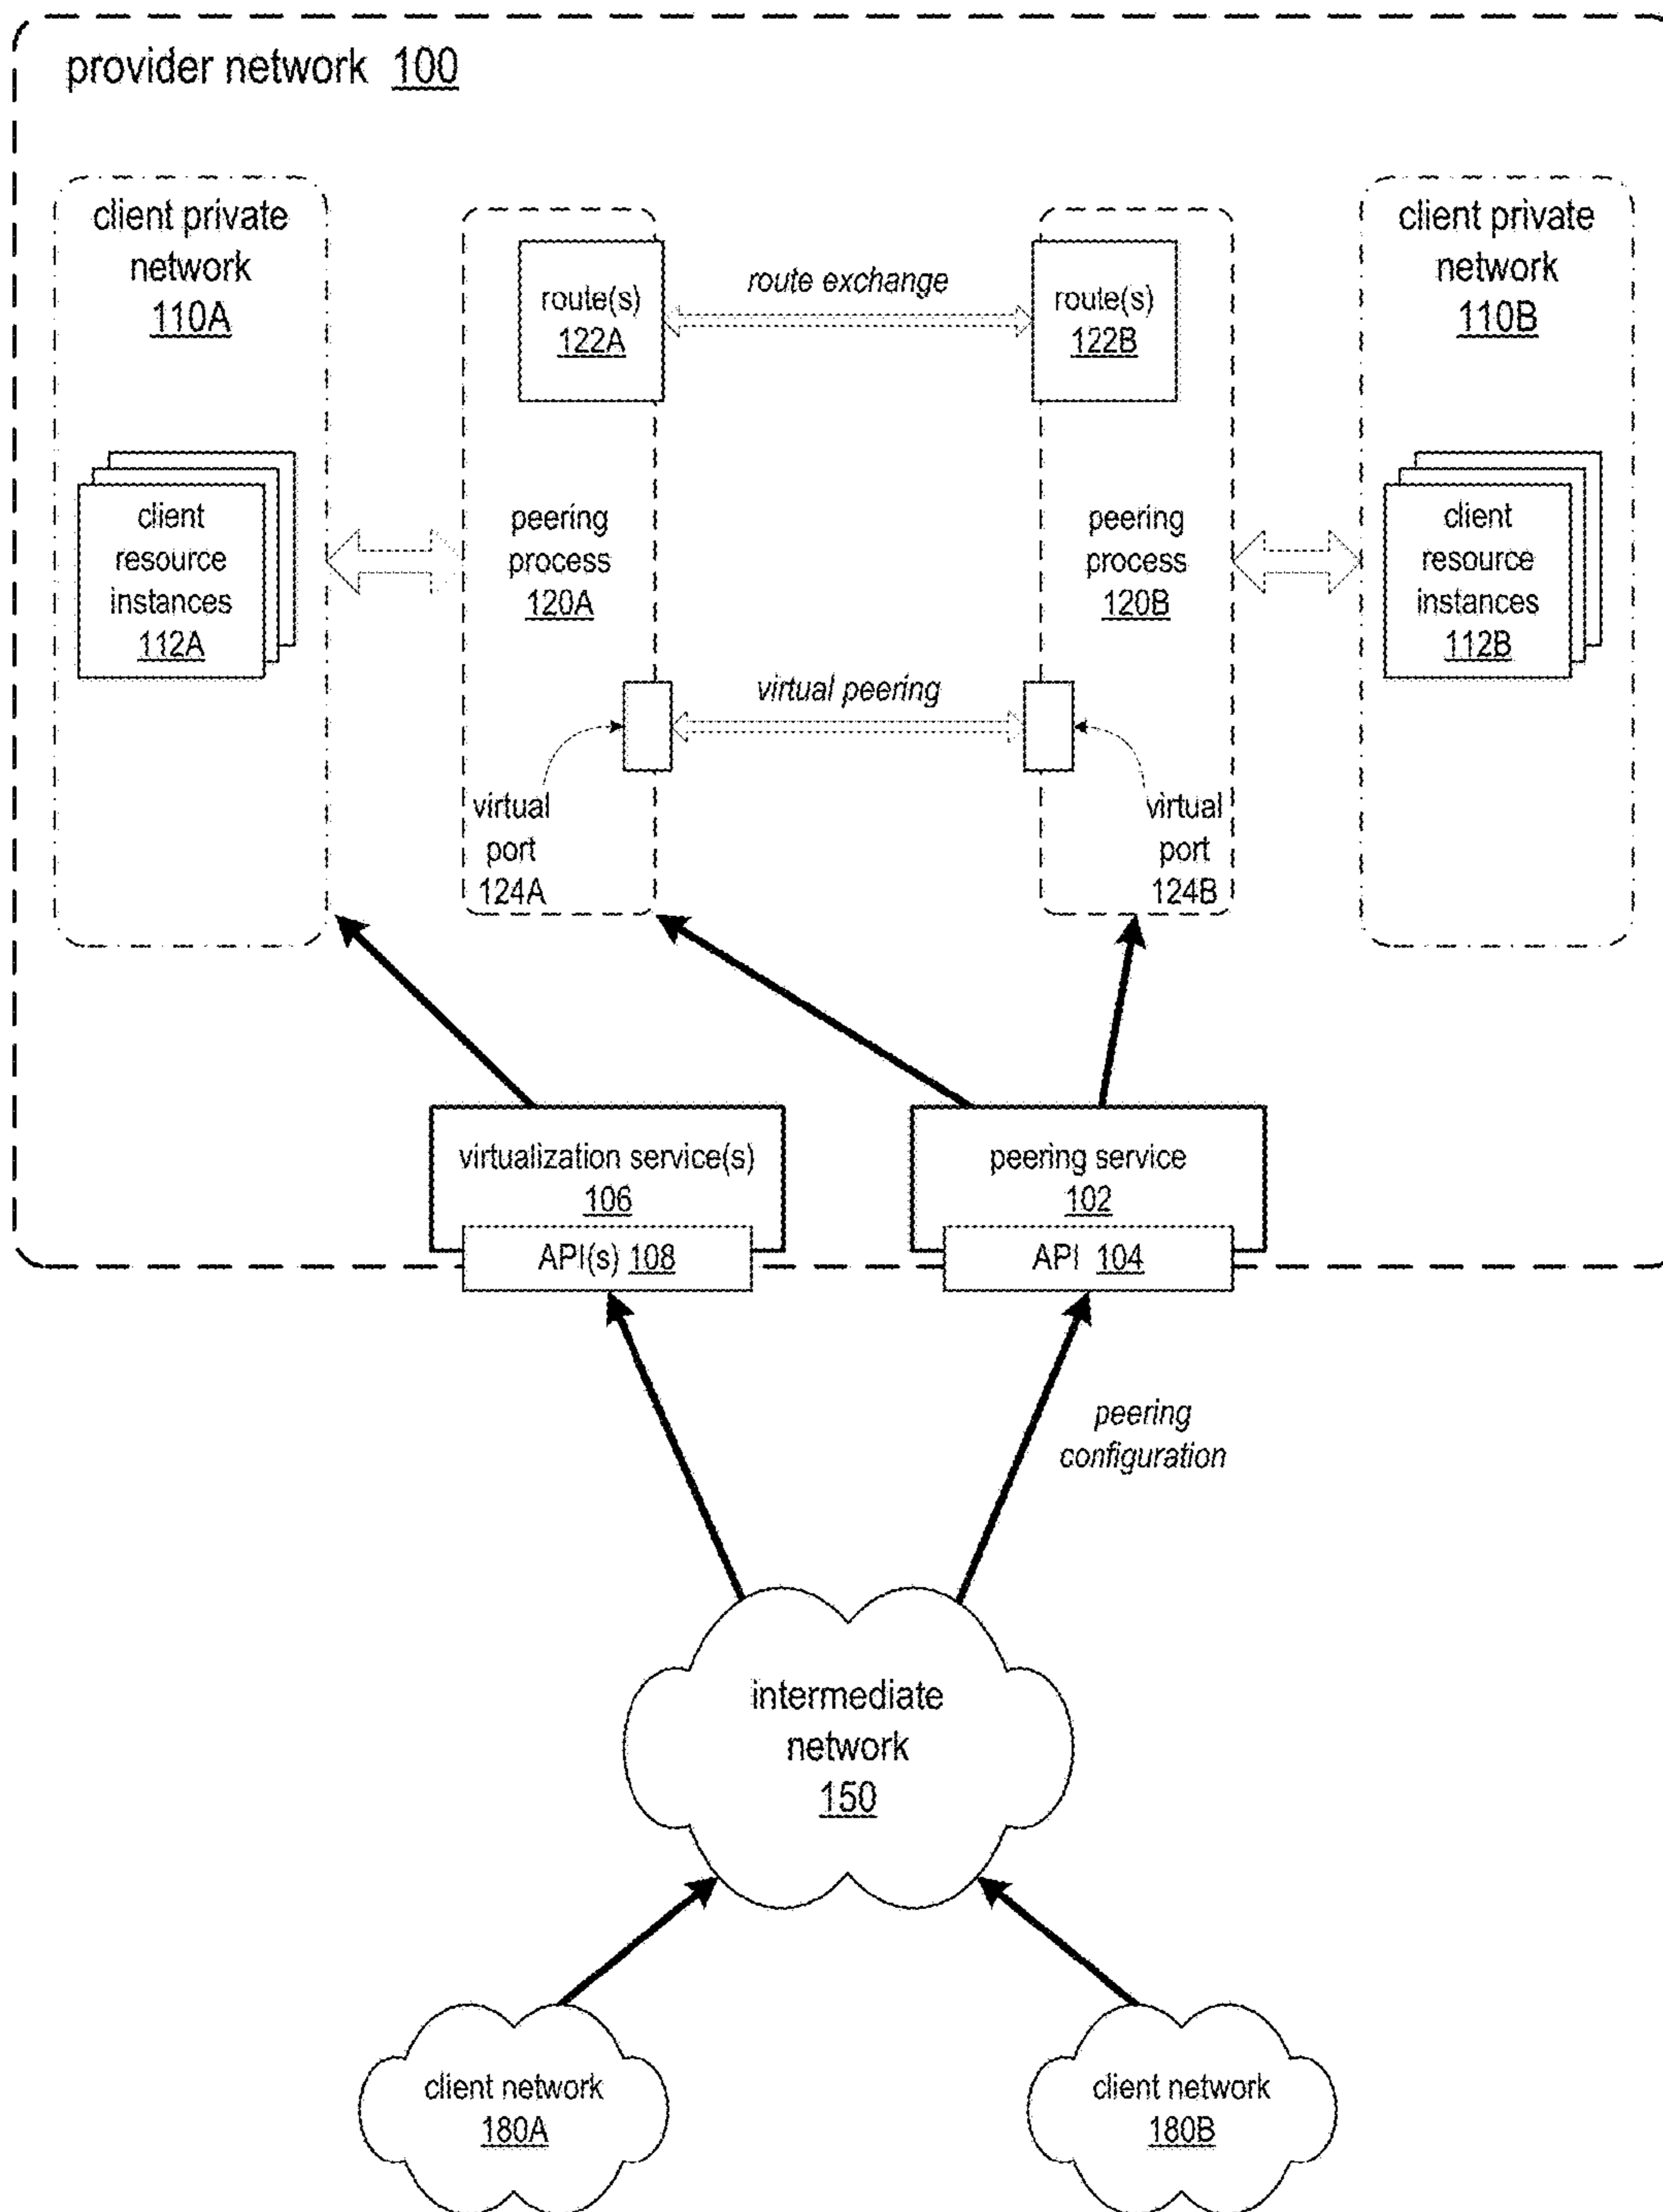 provider network 100
client private
network
110A
route(s)
122A
route exchange
route(s)
122B
client private
network
110B
client
resource
instances
112A
peering
process
120A
peering
process
120B
client
resource
instances
112B
virtual peering
virtual
port
124A
virtual
port
124B
virtualization service(s)
106
API(s) 108
peering service
102
API 104
peering
configuration
intermediate
network
150
client network
180A
client network
180B